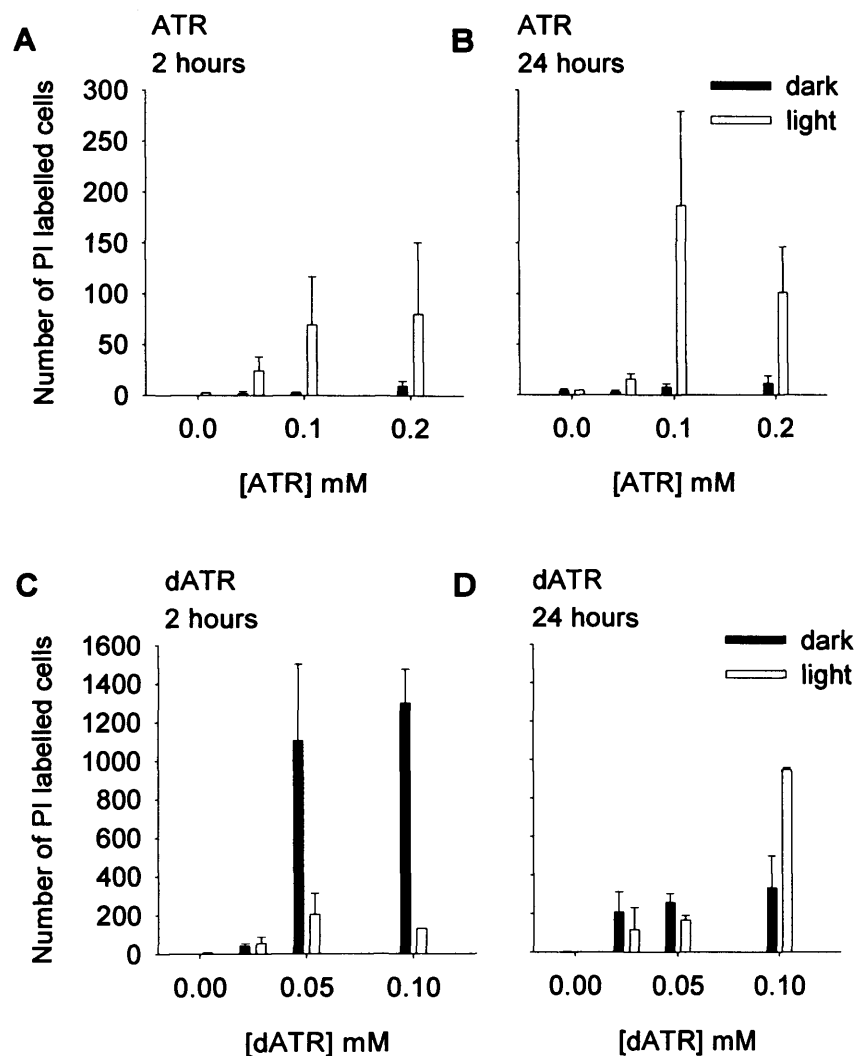 A
ATR
2 hours
300
250
200
150
100
50
0
Number of PI labelled cells
0.0 0.1 0.2
[ATR] mM
B
ATR
24 hours
dark
light
0.0 0.1 0.2
[ATR] mM
C
dATR
2 hours
1600
1400
1200
1000
800
600
400
200
0
Number of PI labelled cells
0.00 0.05 0.10
[dATR] mM
D
dATR
24 hours
dark
light
0.00 0.05 0.10
[dATR] mM